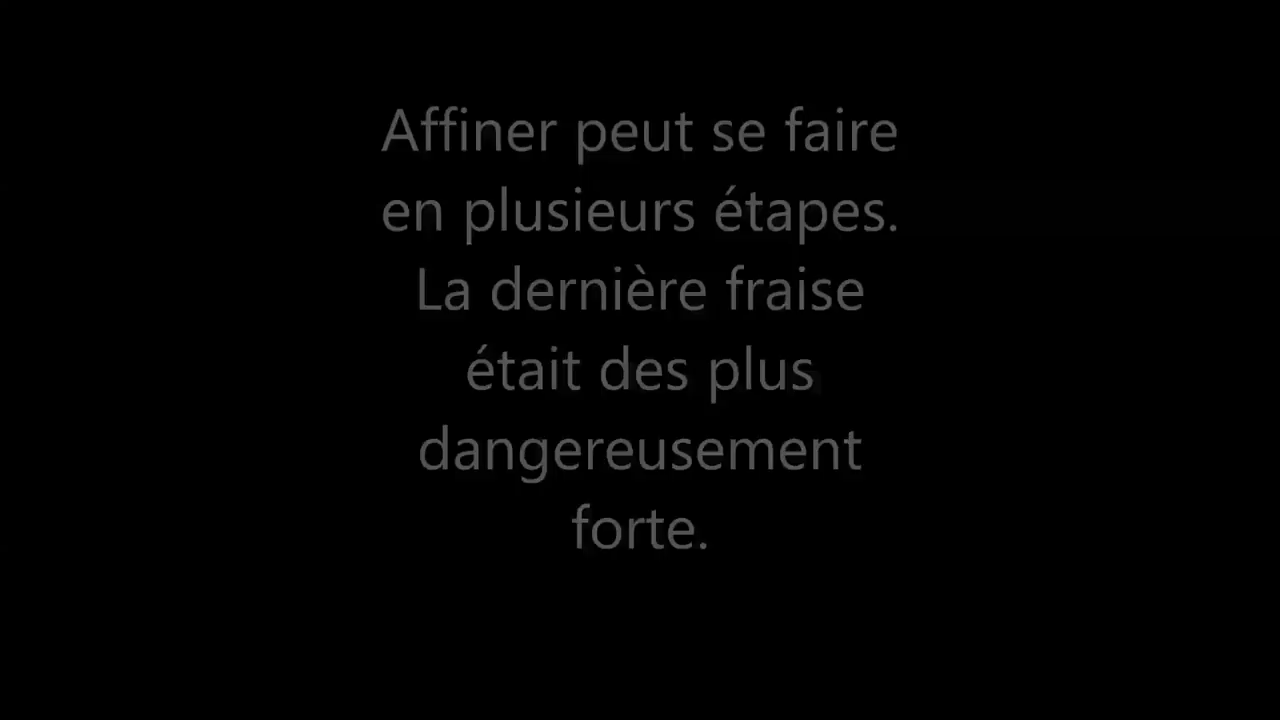 Affiner peut se faire
en plusieurs étapes.
La dernière fraise
était des plus
dangereusement
forte.